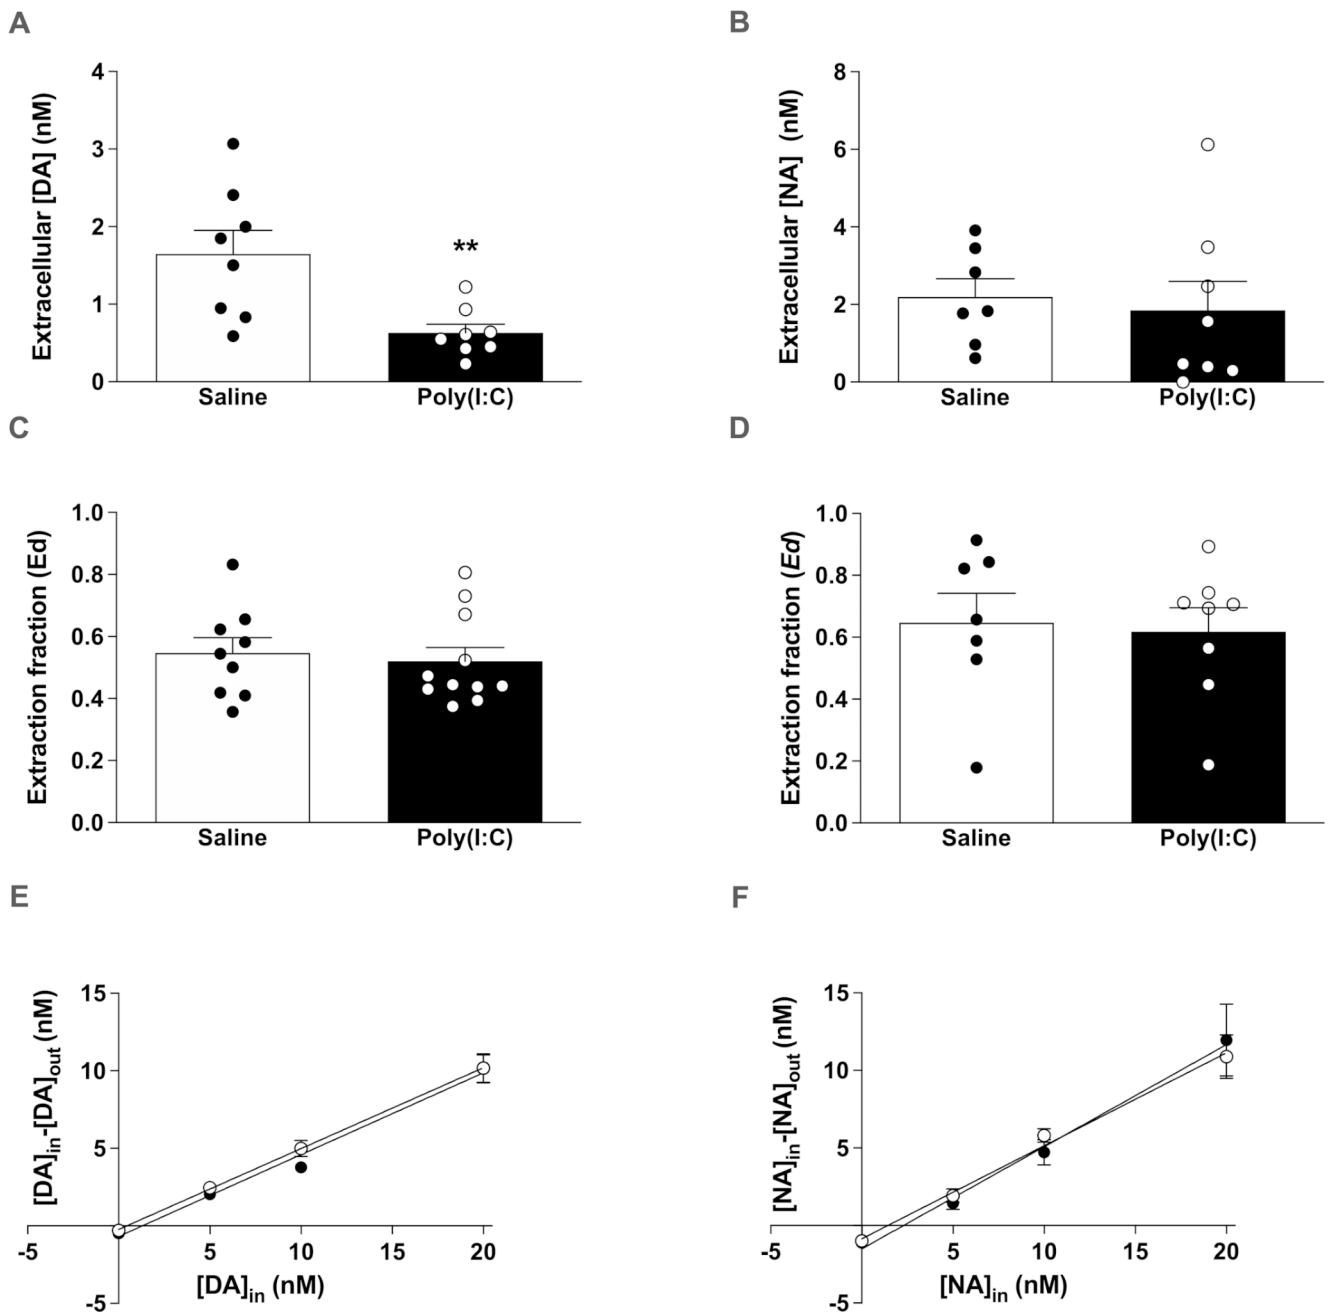 A
Extracellular [DA] (nM)
4
3
2
1
0
**
Saline
Poly(I:C)
B
Extracellular [NA] (nM)
8
6
4
2
0
Saline
Poly(I:C)
C
Extraction fraction (Ed)
1.0
0.8
0.6
0.4
0.2
0.0
Saline
Poly(I:C)
D
Extraction fraction (Ed)
1.0
0.8
0.6
0.4
0.2
0.0
Saline
Poly(I:C)
E
[DA]in-[DA]out (nM)
15
10
5
-5
-5
5
10
15
20
[DA]in (nM)
F
[NA]in-[NA]out (nM)
15
10
5
-5
-5
5
10
15
20
[NA]in (nM)